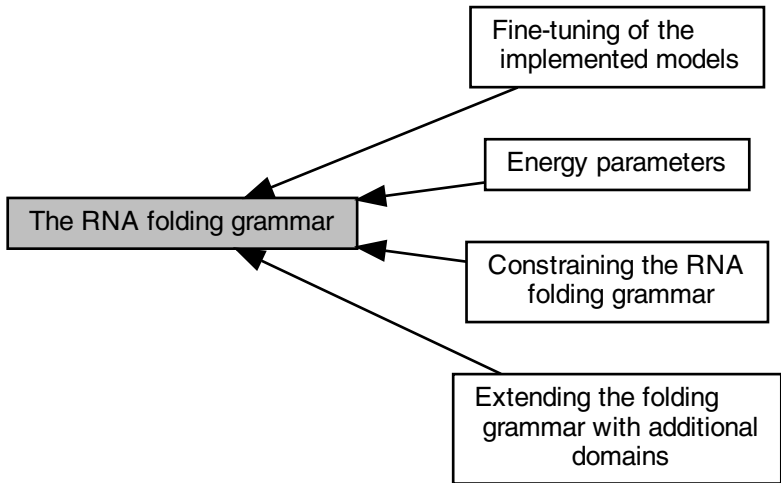 Fine-tuning of the
implemented models
Energy parameters
The RNA folding grammar
Constraining the RNA
folding grammar
Extending the folding
grammar with additional
domains